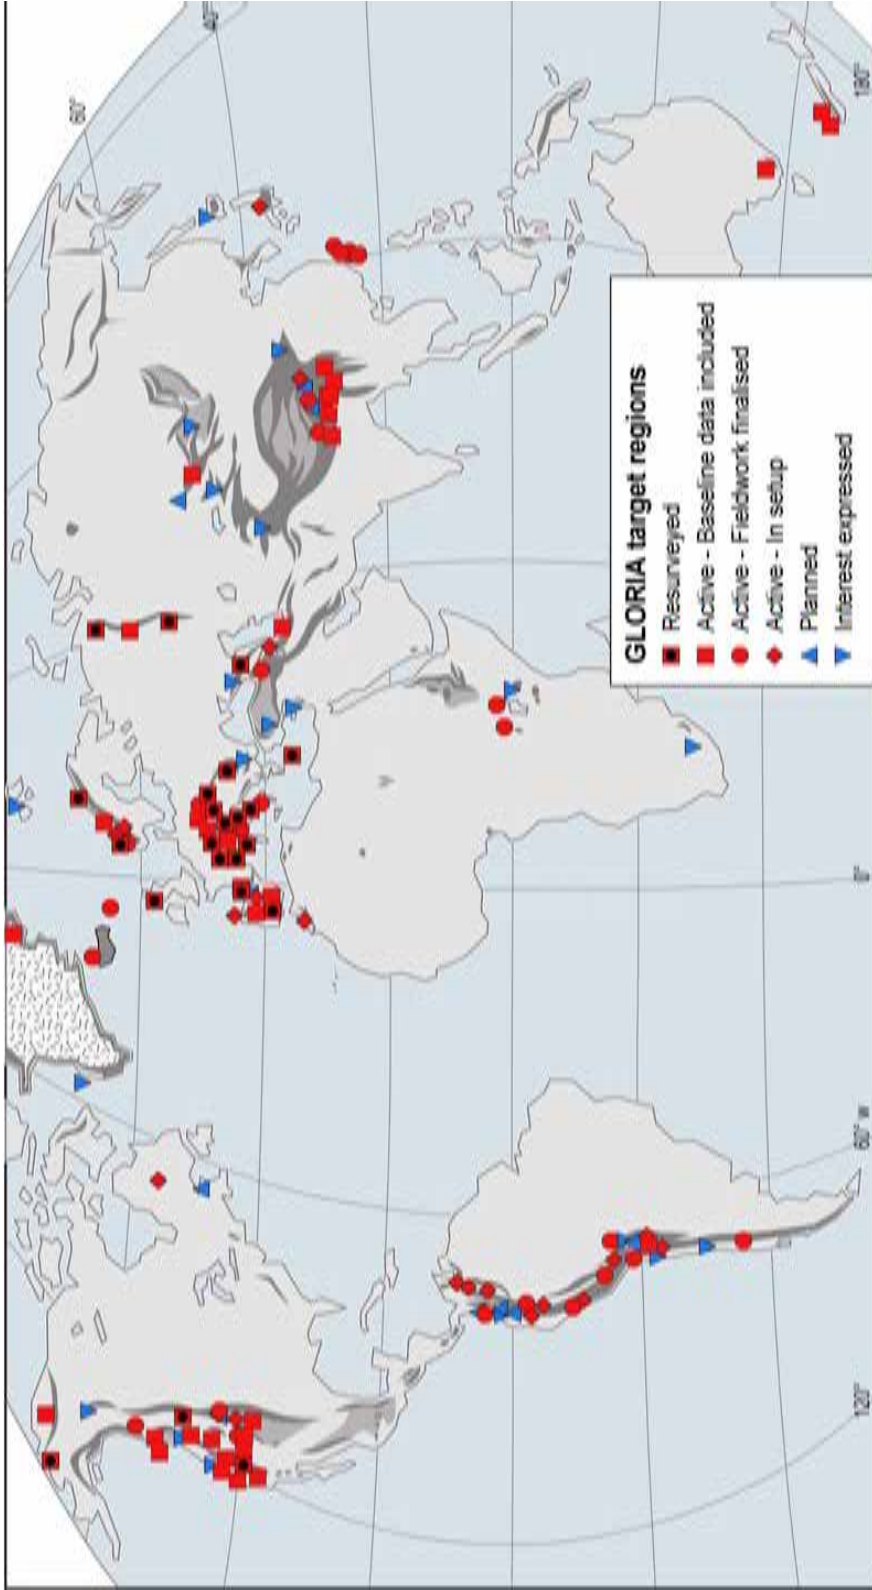 40°
60°
180°
GLORIA target regions
Resurveyed
Active - Baseline data included
Active - Fieldwork finalised
Active - In setup
Planned
Interest expressed
0°
60° W
120°